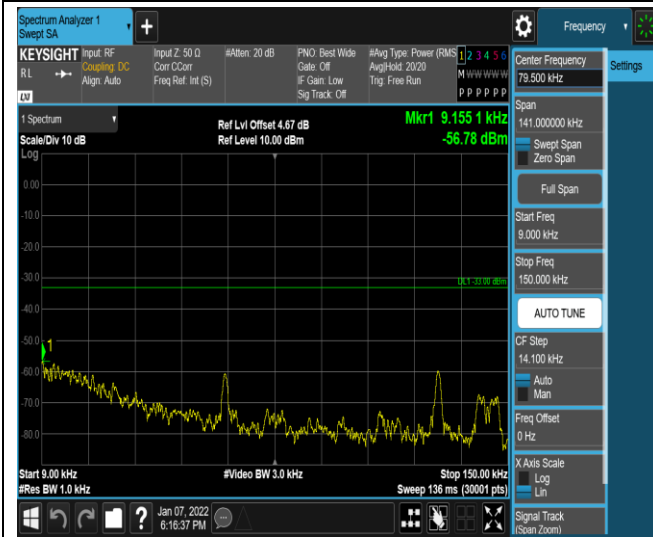 Spectrum Analyzer 1
Swept SA
+
Frequency
KEYSIGHT
RL
LXI
Input: RF
Coupling: DC
Align: Auto
Input Z: 50 Ω
Corr CCorr
Freq Ref: Int (S)
#Atten: 20 dB
PNO: Best Wide
Gate: Off
IF Gain: Low
Sig Track: Off
#Avg Type: Power (RMS
Avg|Hold: 20/20
Trig: Free Run
1 2 3 4 5 6
M W W W W W
P P P P P P
1 Spectrum
Scale/Div 10 dB
Log
Ref Lvl Offset 4.67 dB
Ref Level 10.00 dBm
Mkr1 9.155 1 kHz
-56.78 dBm
0.00
-10.0
-20.0
-30.0
DL1 -33.00 dBm
-40.0
-50.0
1
-60.0
-70.0
-80.0
Start 9.00 kHz
#Res BW 1.0 kHz
#Video BW 3.0 kHz
Stop 150.00 kHz
Sweep 136 ms (30001 pts)
?
Jan 07, 2022
6:16:37 PM
Center Frequency
79.500 kHz
Settings
Span
141.000000 kHz
Swept Span
Zero Span
Full Span
Start Freq
9.000 kHz
Stop Freq
150.000 kHz
AUTO TUNE
CF Step
14.100 kHz
Auto
Man
Freq Offset
0 Hz
X Axis Scale
Log
Lin
Signal Track
(Span Zoom)